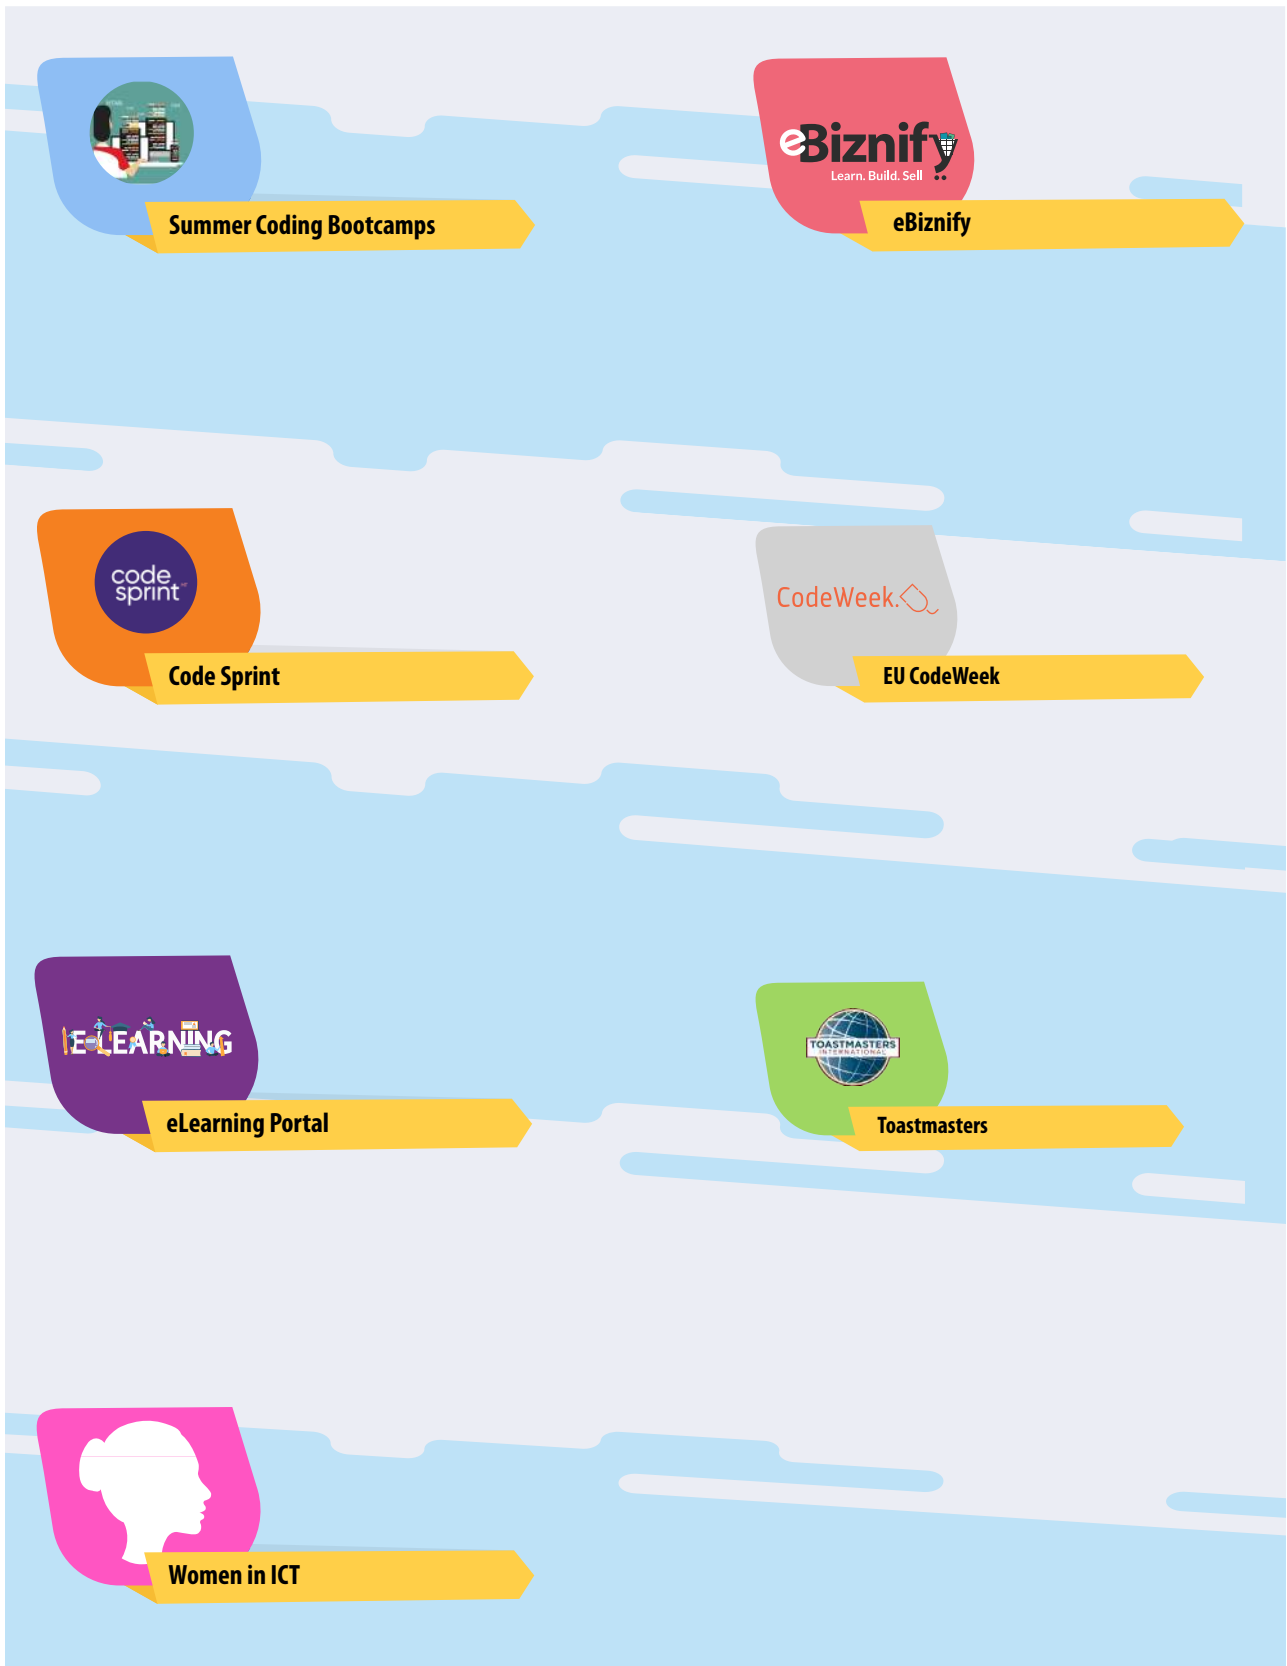 eBiznify
Learn. Build. Sell
Summer Coding Bootcamps
eBiznify
code
sprint
CodeWeek.
Code Sprint
EU CodeWeek
E-LEARNING
TOASTMASTERS
INTERNATIONAL
eLearning Portal
Toastmasters
Women in ICT